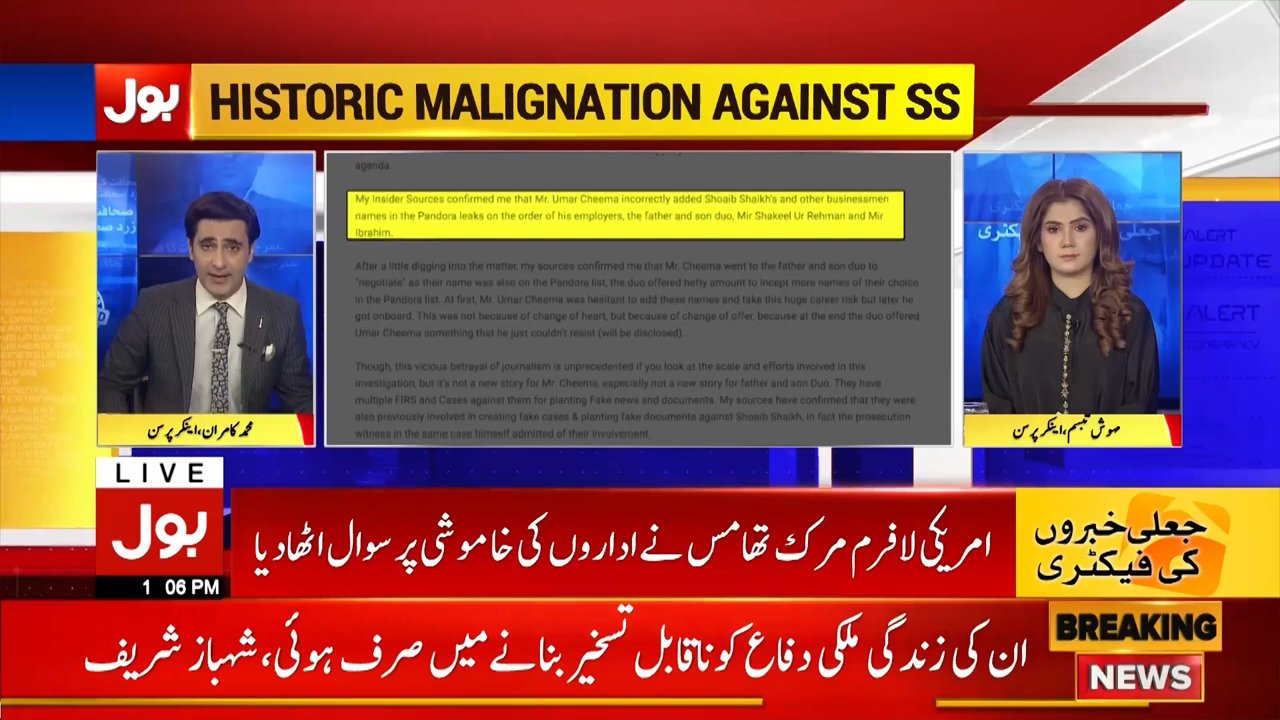 بول
HISTORIC MALIGNATION AGAINST SS
agenda.
My Insider Sources confirmed me that Mr. Umar Cheema incorrectly added Shoaib Shaikh's and other businessmen
names in the Pandora leaks on the order of his employers, the father and son duo, Mir Shakeel Ur Rehman and Mir
Ibrahim.
After a little digging into the matter, my sources confirmed me that Mr. Cheema went to the father and son duo to
"negotiate" as their name was also on the Pandora list, the duo offered hefty amount to incept more names of their choice
in the Pandora list. At first, Mr. Umar Cheema was hesitant to add these names and take this huge career risk but later he
got onboard. This was not because of change of heart, but because of change of offer, because at the end the duo offered
Umar Cheema something that he just couldn't resist (will be disclosed).
Though, this vicious betrayal of journalism is unprecedented if you look at the scale and efforts involved in this
investigation, but it's not a new story for Mr. Cheema, especially not a new story for father and son Duo. They have
multiple FIRS and Cases against them for planting Fake news and documents. My sources have confirmed that they were
also previously involved in creating fake cases & planting fake documents against Shoaib Shaikh, in fact the prosecution
witness in the same case himself admitted of their involvement.
محمد کامران، اینکر پرسن
مہوش تبسم، اینکر پرسن
ALERT
UPDATE
ALERT
LIVE
بول
1 06 PM
امریکی لا فرم مرک تھامس نے اداروں کی خاموشی پر سوال اٹھا دیا
جعلی خبروں
کی فیکٹری
ان کی زندگی ملکی دفاع کو ناقابل تسخیر بنانے میں صرف ہوئی، شہباز شریف
BREAKING
NEWS